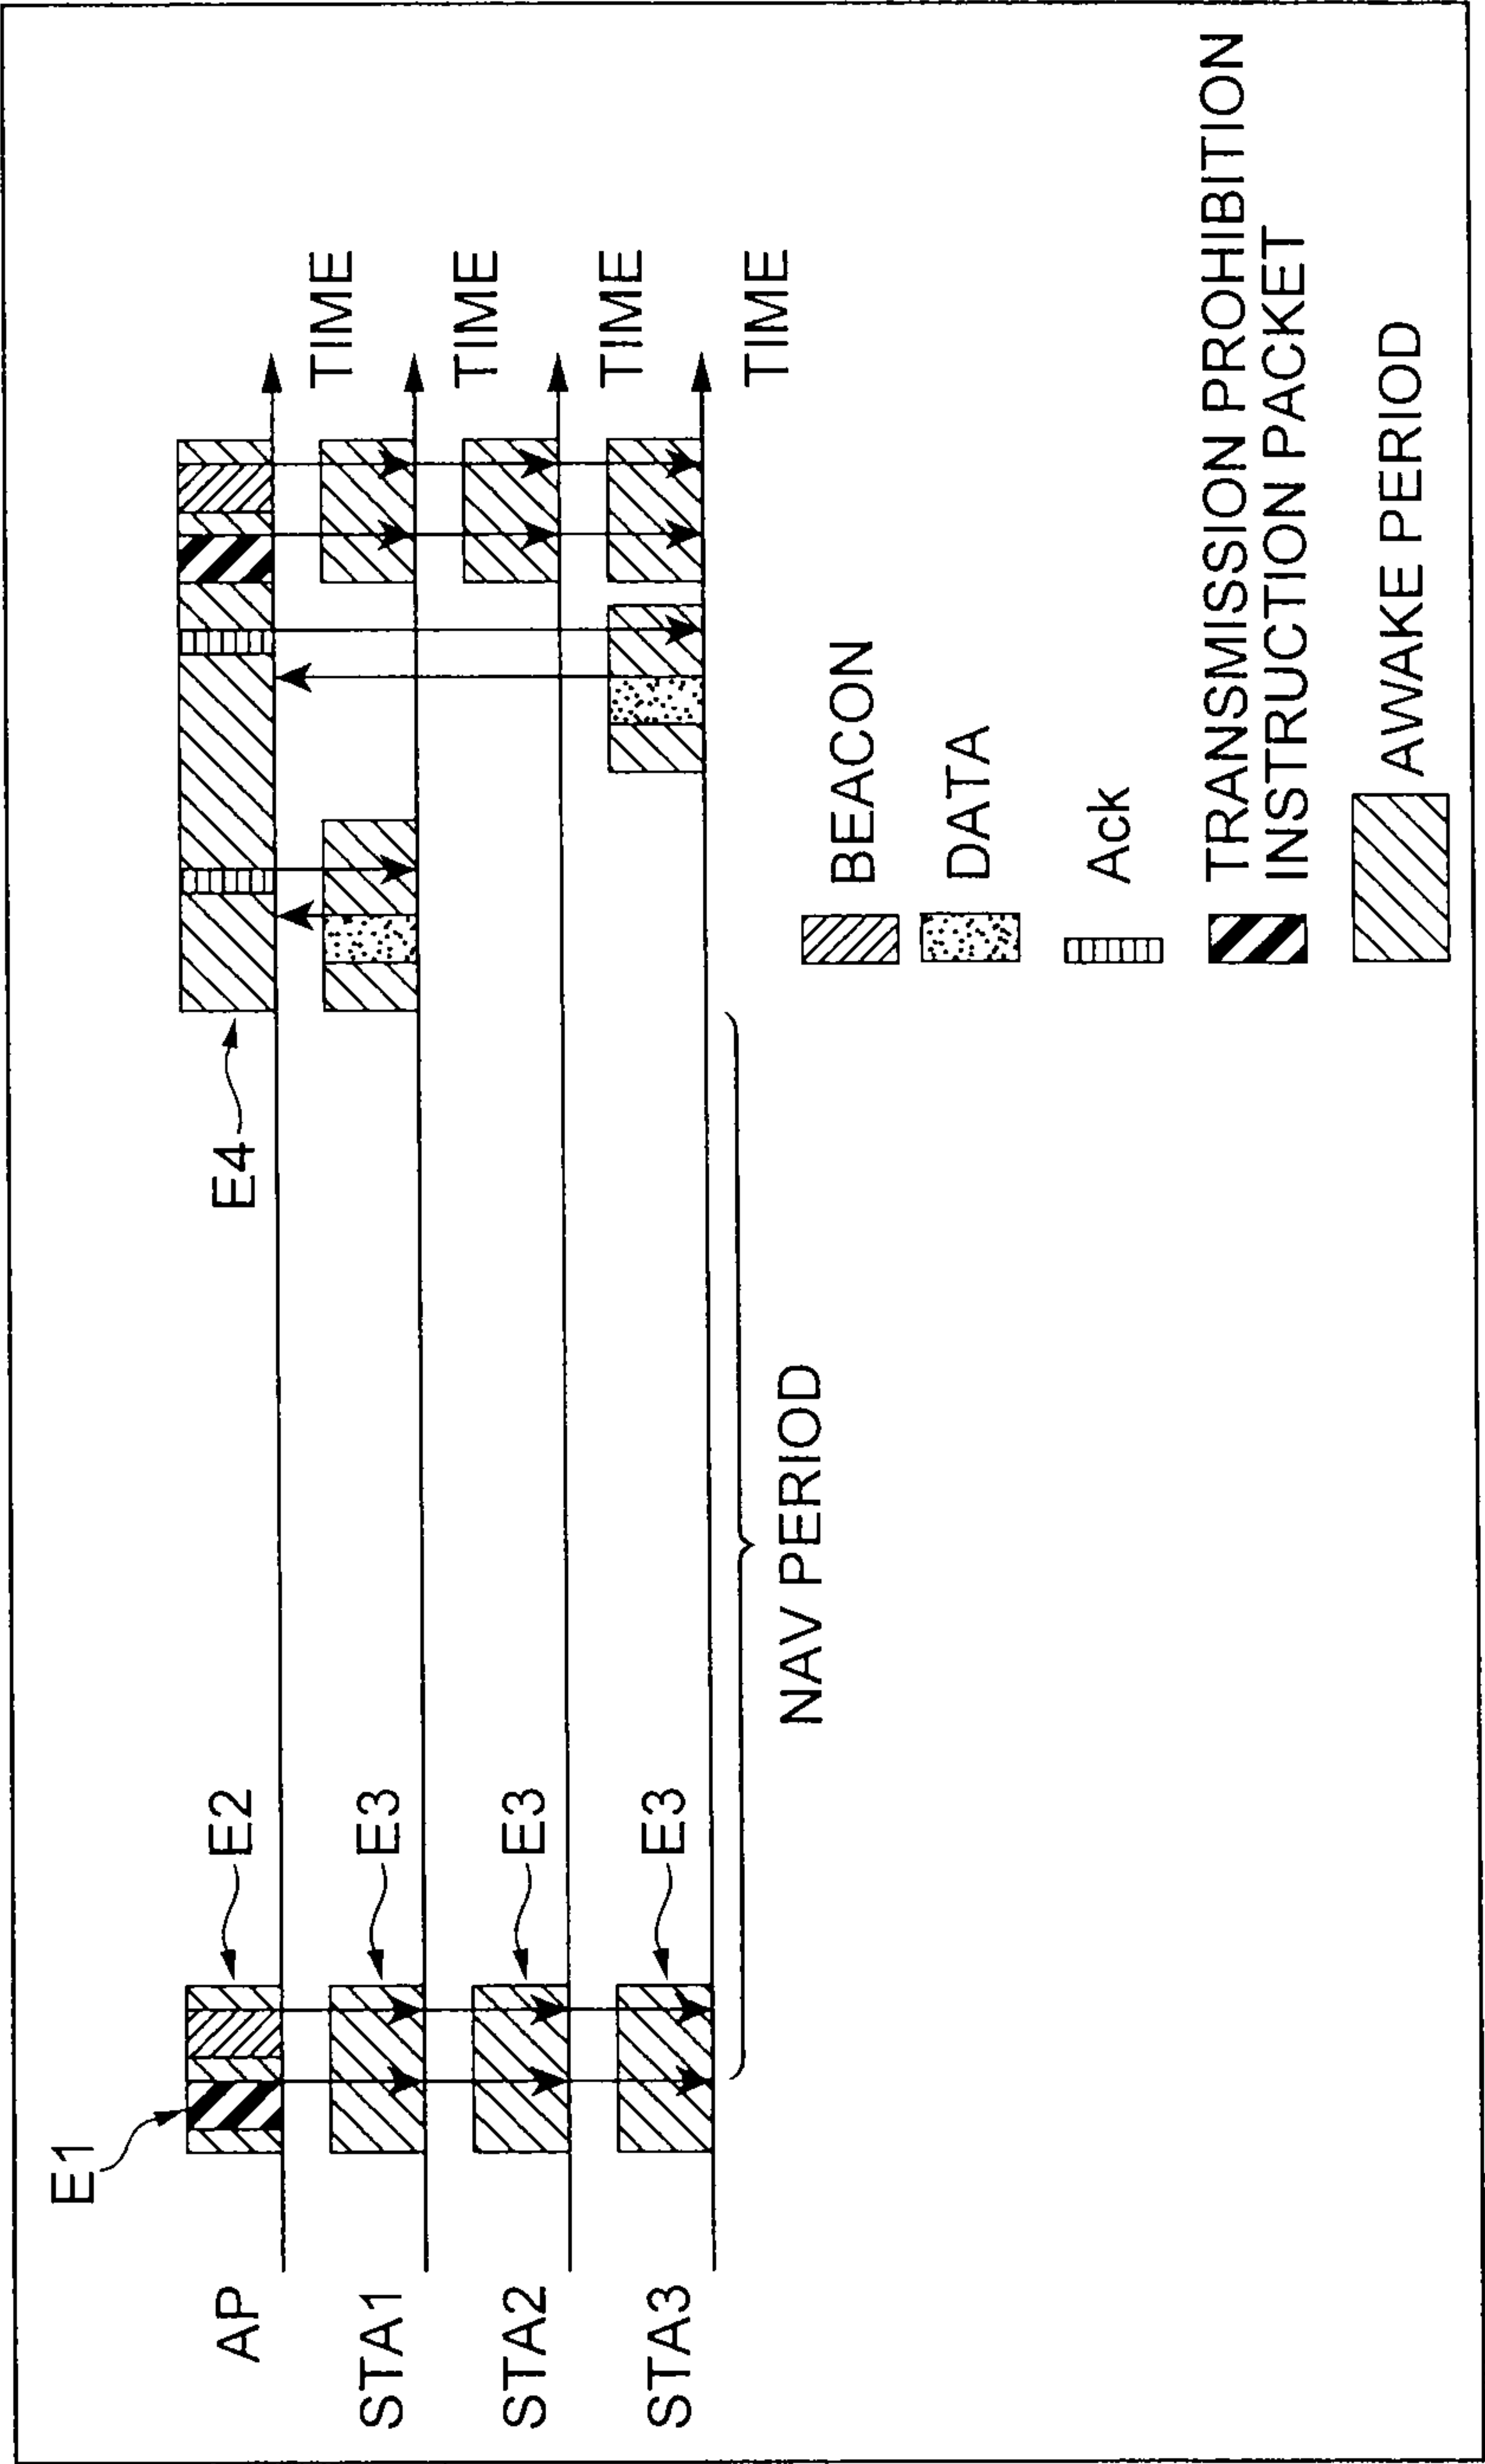 E1
AP
E2
E4
TIME
STA1
E3
TIME
STA2
E3
TIME
STA3
E3
TIME
NAV PERIOD
BEACON
DATA
Ack
TRANSMISSION PROHIBITION
INSTRUCTION PACKET
AWAKE PERIOD